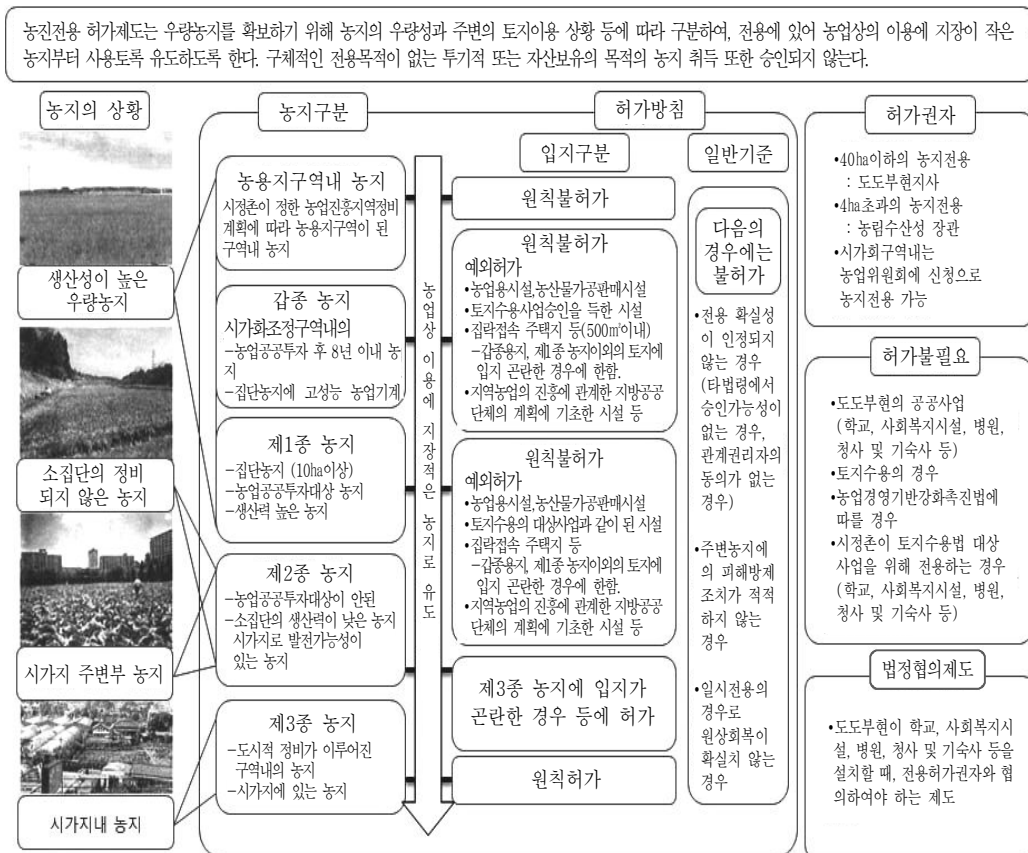 농진전용 허가제도는 우량농지를 확보하기 위해 농지의 우량성과 주변의 토지이용 상황 등에 따라 구분하여, 전용에 있어 농업상의 이용에 지장이 작은
농지부터 사용토록 유도하도록 한다. 구체적인 전용목적이 없는 투기적 또는 자산보유의 목적의 농지 취득 또한 승인되지 않는다.
농지의 상황
생산성이 높은
우량농지
소집단의 정비
되지 않은 농지
시가지 주변부 농지
시가지내 농지
농지구분
농용지구역내 농지
시정촌이 정한 농업진흥지역정비
계획에 따라 농용지구역이 된
구역내 농지
갑종 농지
시가화조정구역내의
–농업공공투자 후 8년 이내 농
지
–집단농지에 고성능 농업기계
제1종 농지
–집단농지 (10ha이상)
–농업공공투자대상 농지
–생산력 높은 농지
제2종 농지
–농업공공투자대상이 안된
–소집단의 생산력이 낮은 농지
시가지로 발전가능성이
있는 농지
제3종 농지
–도시적 정비가 이루어진
구역내의 농지
–시가지에 있는 농지
농업상 이용에 지장적은 농지로 유도
허가방침
입지구분
원칙불허가
원칙불허가
예외허가
•농업용시설,농산물가공판매시설
•토지수용사업승인을 득한 시설
•집락접속 주택지 등(500㎡이내)
–갑종용지, 제1종 농지이외의 토지에
입지 곤란한 경우에 한함.
•지역농업의 진흥에 관계한 지방공공
단체의 계획에 기초한 시설 등
원칙불허가
예외허가
•농업용시설,농산물가공판매시설
•토지수용의 대상사업과 같이 된 시설
•집락접속 주택지 등
–갑종용지, 제1종 농지이외의 토지에
입지 곤란한 경우에 한함.
•지역농업의 진흥에 관계한 지방공공
단체의 계획에 기초한 시설 등
제3종 농지에 입지가
곤란한 경우 등에 허가
원칙허가
일반기준
다음의
경우에는
불허가
•전용 확실성
이 인정되지
않는 경우
(타법령에서
승인가능성이
없는 경우,
관계권리자의
동의가 없는
경우)
•주변농지에
의 피해방제
조치가 적적
하지 않는
경우
•일시전용의
경우로
원상회복이
확실치 않는
경우
허가권자
•40ha이하의 농지전용
: 도도부현지사
•4ha초과의 농지전용
: 농림수산성 장관
•시가회구역내는
농업위원회에 신청으로
농지전용 가능
허가불필요
•도도부현의 공공사업
(학교, 사회복지시설, 병원,
청사 및 기숙사 등)
•토지수용의 경우
•농업경영기반강화촉진법에
따를 경우
•시정촌이 토지수용법 대상
사업을 위해 전용하는 경우
(학교, 사회복지시설, 병원,
청사 및 기숙사 등)
법정협의제도
•도도부현이 학교, 사회복지시
설, 병원, 청사 및 기숙사 등을
설치할 때, 전용허가권자와 협
의하여야 하는 제도